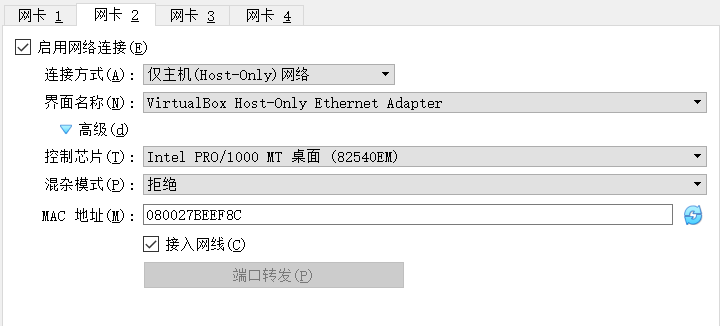 网卡 1 网卡 2 网卡 3 网卡 4
启用网络连接(E)
连接方式(A): 仅主机(Host-Only)网络
界面名称(N): VirtualBox Host-Only Ethernet Adapter
高级(d)
控制芯片(T): Intel PRO/1000 MT 桌面 (82540EM)
混杂模式(P): 拒绝
MAC 地址(M): 080027BEEF8C
接入网线(C)
端口转发(P)